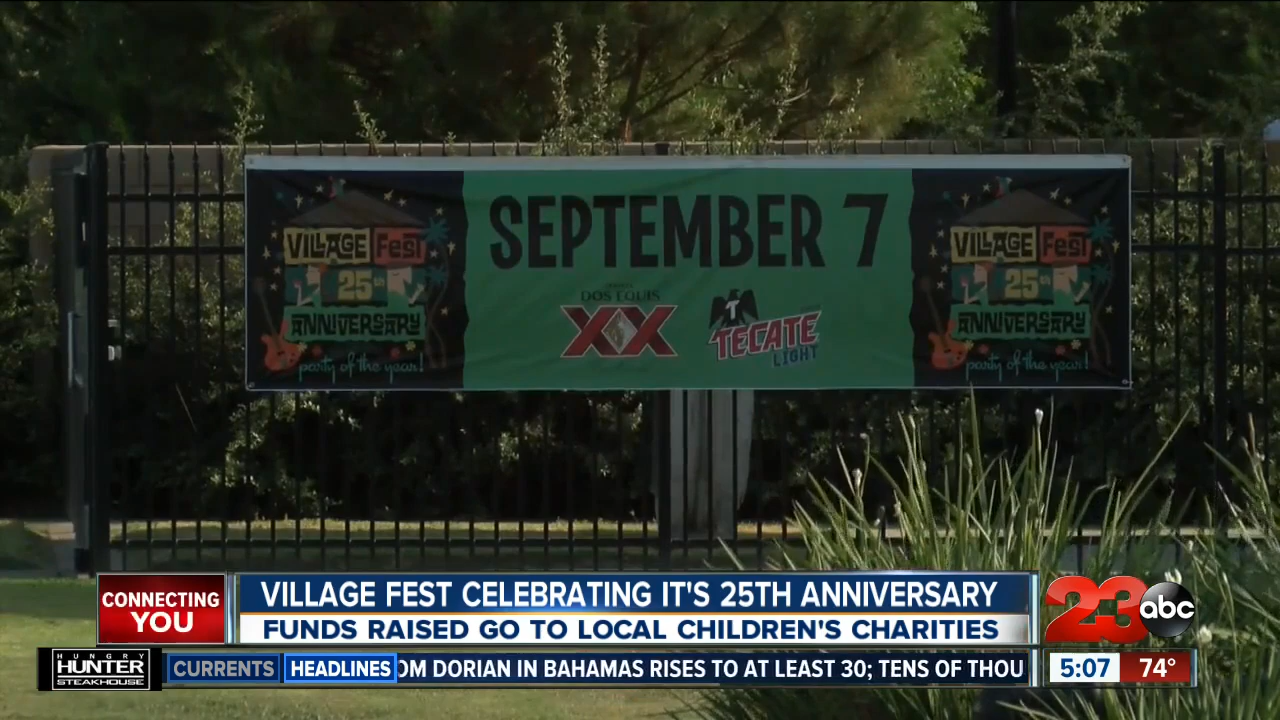 VILLAGE FEST
25TH
ANNIVERSARY
party of the year!
SEPTEMBER 7
DOS EQUIS
XX
TECATE
LIGHT
VILLAGE FEST
25TH
ANNIVERSARY
party of the year!
CONNECTING
YOU
VILLAGE FEST CELEBRATING IT'S 25TH ANNIVERSARY
FUNDS RAISED GO TO LOCAL CHILDREN'S CHARITIES
23 abc
HUNGRY
HUNTER
STEAKHOUSE
CURRENTS
HEADLINES
OM DORIAN IN BAHAMAS RISES TO AT LEAST 30; TENS OF THOU
5:07
74°